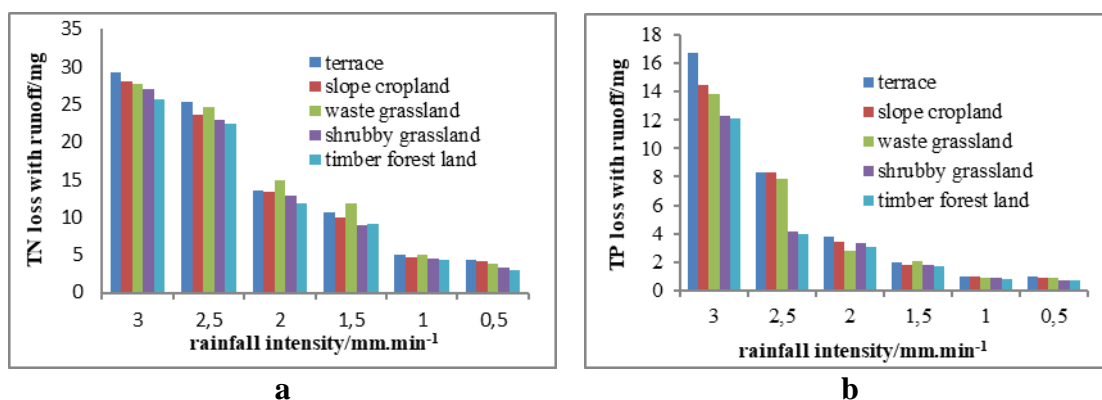 35
30
25
20
15
10
5
0
TN loss with runoff/mg
terrace
slope cropland
waste grassland
shrubby grassland
timber forest land
3 2,5 2 1,5 1 0,5
rainfall intensity/mm.min-1
a
18
16
14
12
10
8
6
4
2
0
TP loss with runoff/mg
terrace
slope cropland
waste grassland
shrubby grassland
timber forest land
3 2,5 2 1,5 1 0,5
rainfall intensity/mm.min-1
b